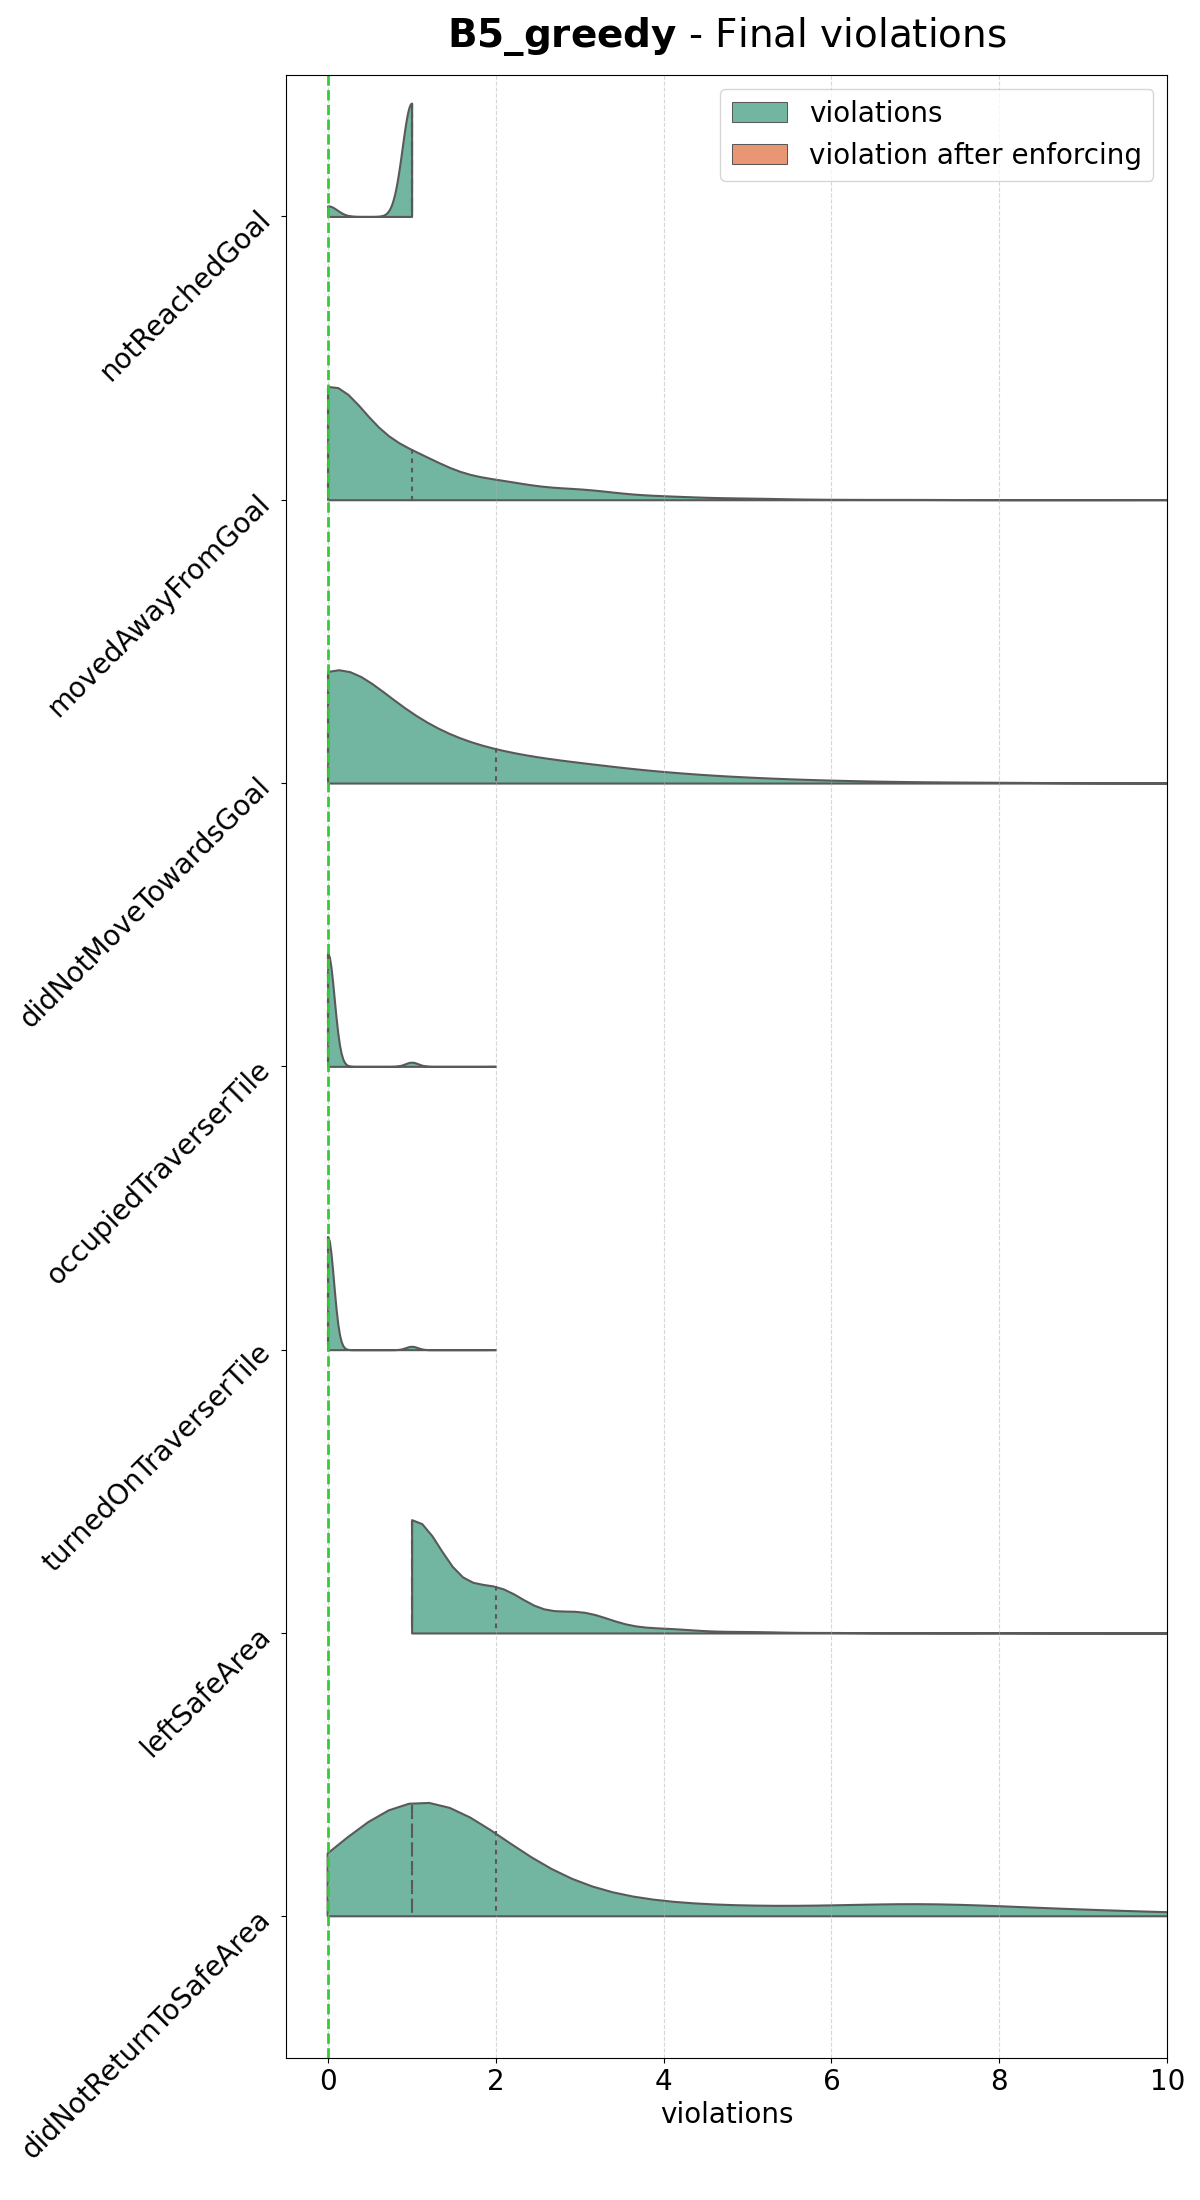 B5_greedy - Final violations
violations
violation after enforcing
notReachedGoal
movedAwayFromGoal
didNotMoveTowardsGoal
occupiedTraverserTile
turnedOnTraverserTile
leftSafeArea
didNotReturnToSafeArea
0 2 4 6 8 10
violations